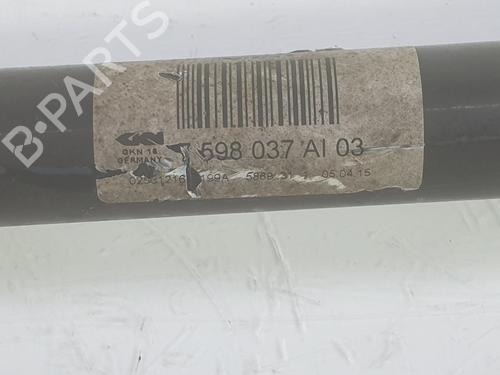 B-PARTS
GKN 18
GERMANY
598 037 AI 03
05 04 15